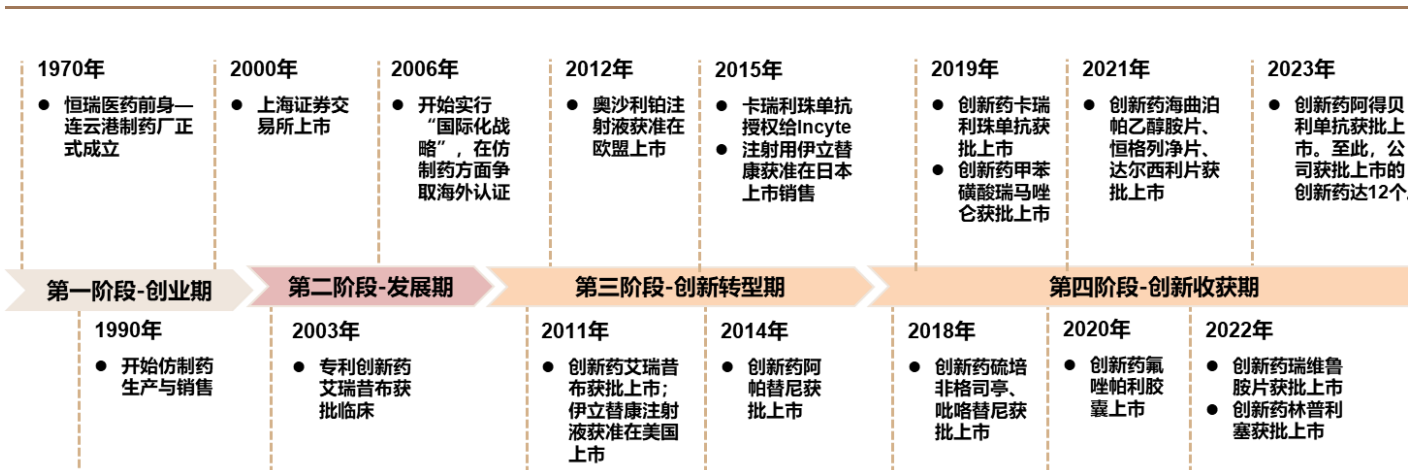 1970年
● 恒瑞医药前身—
连云港制药厂正
式成立
2000年
● 上海证券交
易所上市
2006年
● 开始实行
“国际化战
略”，在仿
制药方面争
取海外认证
2012年
● 奥沙利铂注
射液获准在
欧盟上市
2015年
● 卡瑞利珠单抗
授权给Incyte
● 注射用伊立替
康获准在日本
上市销售
2019年
● 创新药卡瑞
利珠单抗获
批上市
● 创新药甲苯
磺酸瑞马唑
仑获批上市
2021年
● 创新药海曲泊
帕乙醇胺片、
恒格列净片、
达尔西利片获
批上市
2023年
● 创新药阿得贝
利单抗获批上
市。至此，公
司获批上市的
创新药达12个.
第一阶段-创业期
第二阶段-发展期
第三阶段-创新转型期
第四阶段-创新收获期
1990年
● 开始仿制药
生产与销售
2003年
● 专利创新药
艾瑞昔布获
批临床
2011年
● 创新药艾瑞昔
布获批上市；
伊立替康注射
液获准在美国
上市
2014年
● 创新药阿
帕替尼获
批上市
2018年
● 创新药硫培
非格司亭、
吡咯替尼获
批上市
2020年
● 创新药氟
唑帕利胶
囊上市
2022年
● 创新药瑞维鲁
胺片获批上市
● 创新药林普利
塞获批上市